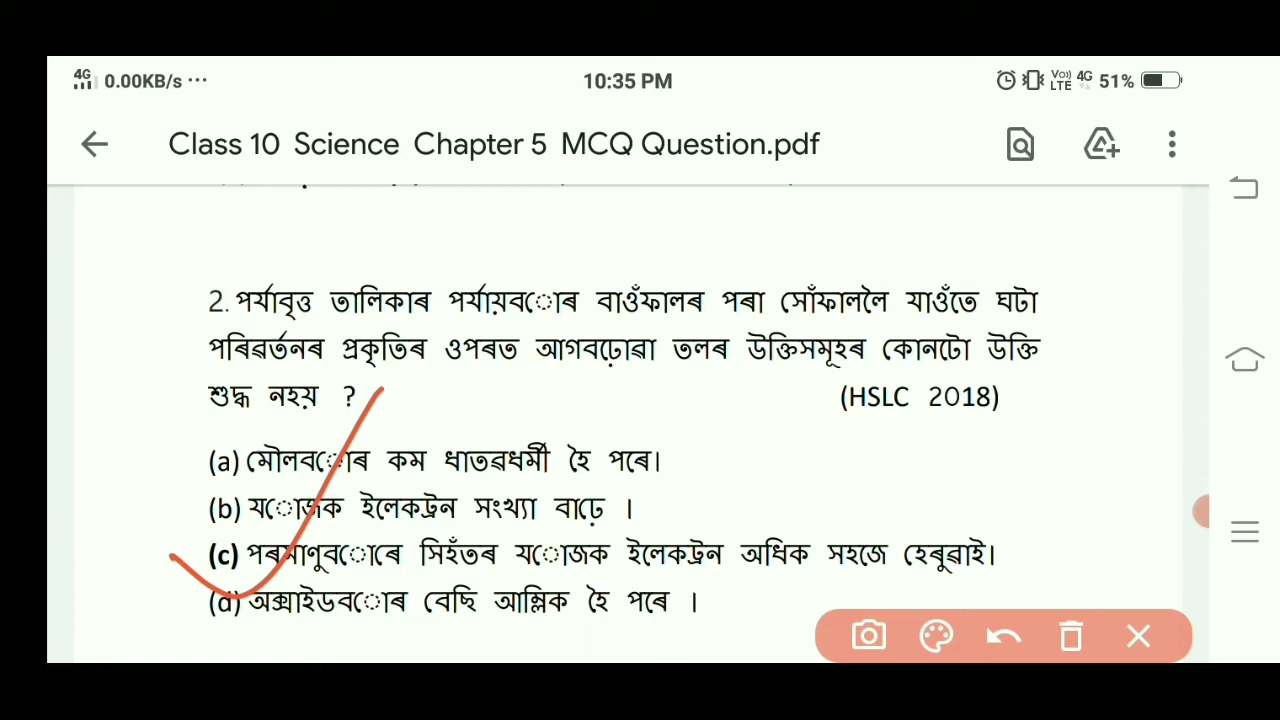 4G 0.00KB/s ... 10:35 PM Vo) LTE 4G 51%
Class 10 Science Chapter 5 MCQ Question.pdf
2. পৰ্যাবৃত্ত তালিকাৰ পৰ্যায়বোৰ বাওঁফালৰ পৰা সোঁফাললৈ যাওঁতে ঘটা
পৰিৱৰ্তনৰ প্ৰকৃতিৰ ওপৰত আগবঢ়োৱা তলৰ উক্তিসমূহৰ কোনটো উক্তি
শুদ্ধ নহয় ? (HSLC 2018)
(a) মৌলবোৰ কম ধাতৱধৰ্মী হৈ পৰে।
(b) যোজক ইলেকট্ৰন সংখ্যা বাঢ়ে ।
(c) পৰমাণুবোৰে সিহঁতৰ যোজক ইলেকট্ৰন অধিক সহজে হেৰুৱাই।
(d) অক্সাইডবোৰ বেছি আম্লিক হৈ পৰে ।